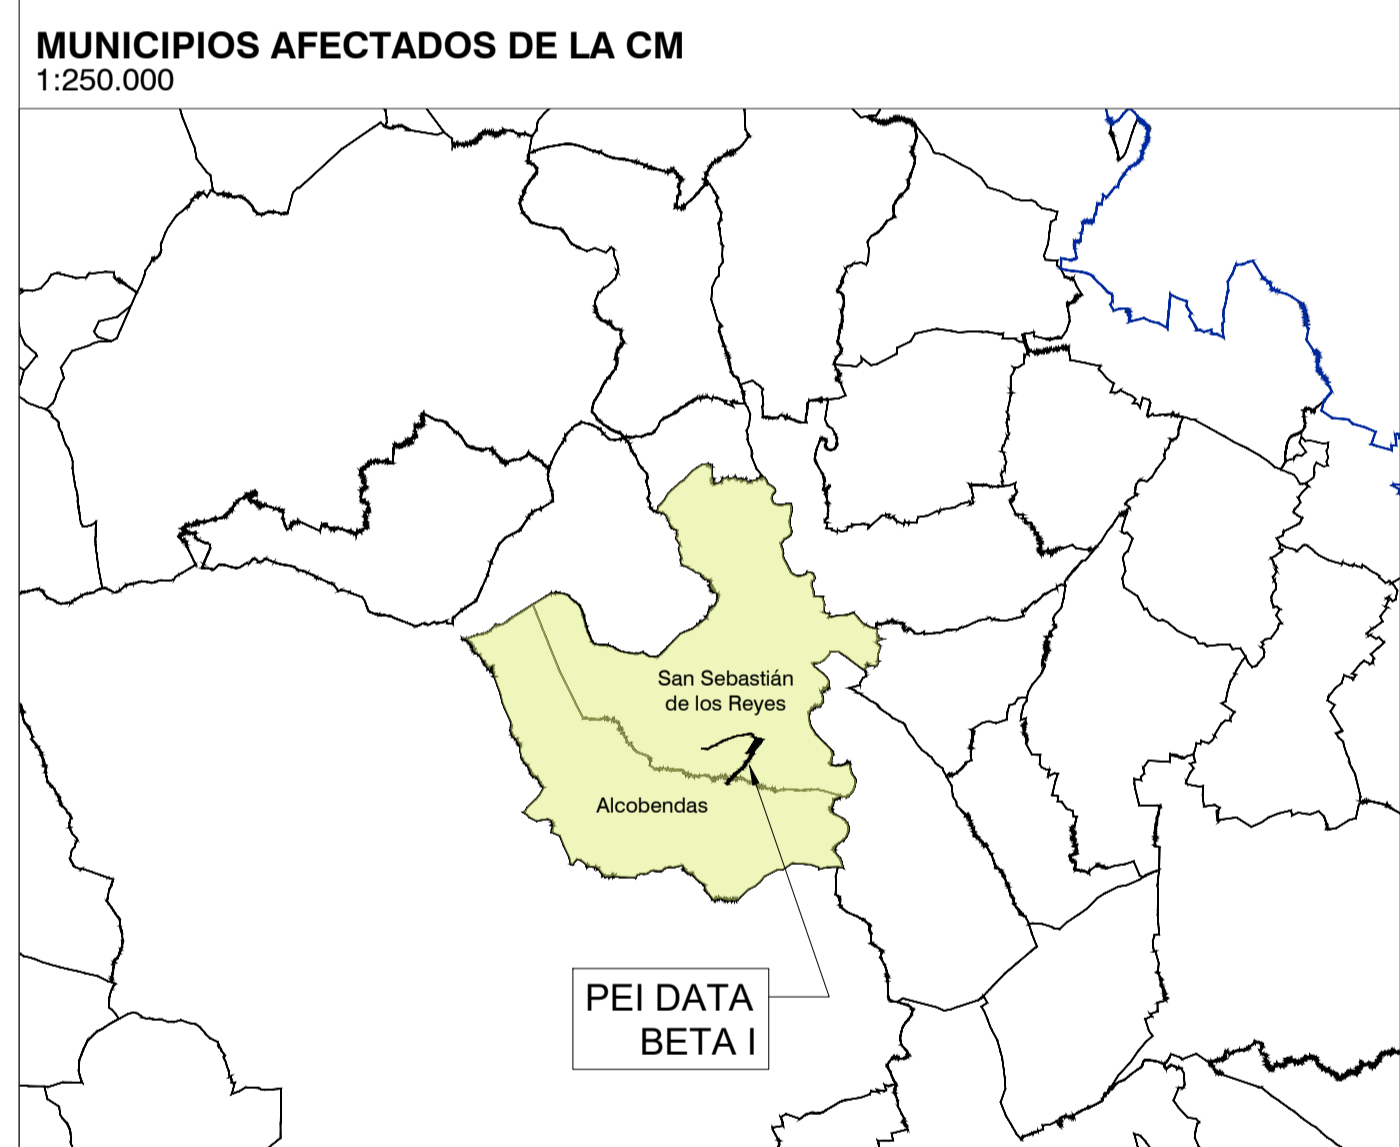 MUNICIPIOS AFECTADOS DE LA CM
1:250.000
San Sebastián
de los Reyes
Alcobendas
PEI DATA
BETA I